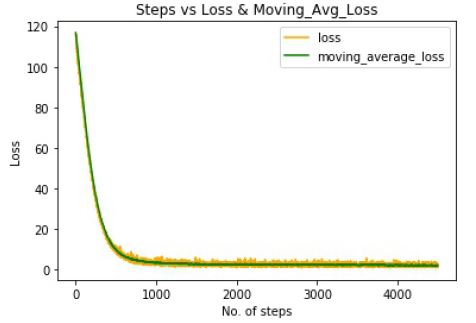 Steps vs Loss & Moving_Avg_Loss
120
100
80
60
40
20
0
Loss
loss
moving_average_loss
0
1000
2000
3000
4000
No. of steps